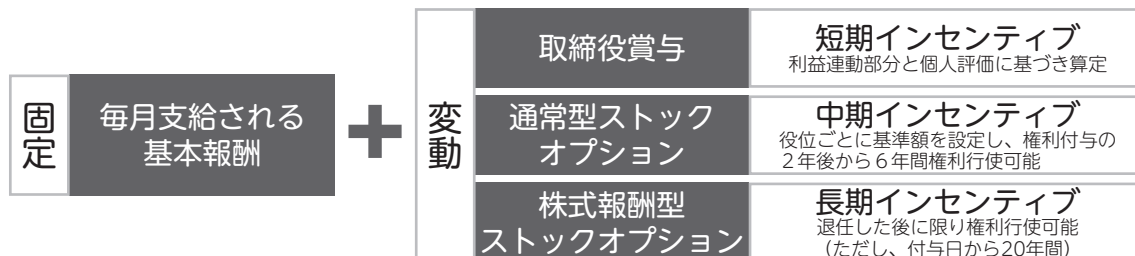 固定
毎月支給される
基本報酬
+
変動
取締役賞与
短期インセンティブ
利益連動部分と個人評価に基づき算定
通常型ストック
オプション
中期インセンティブ
役位ごとに基準額を設定し、権利付与の
２年後から６年間権利行使可能
株式報酬型
ストックオプション
長期インセンティブ
退任した後に限り権利行使可能
（ただし、付与日から20年間）